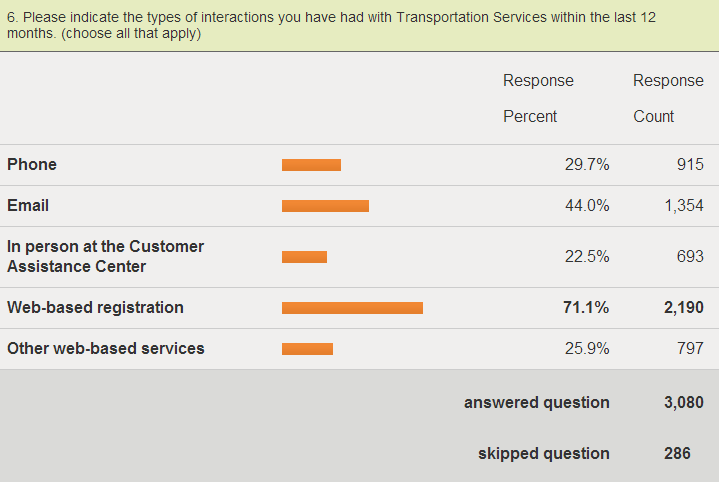 6. Please indicate the types of interactions you have had with Transportation Services within the last 12
months. (choose all that apply)
Response Response
Percent Count
Phone 29.7% 915
Email 44.0% 1,354
In person at the Customer
Assistance Center 22.5% 693
Web-based registration 71.1% 2,190
Other web-based services 25.9% 797
answered question 3,080
skipped question 286